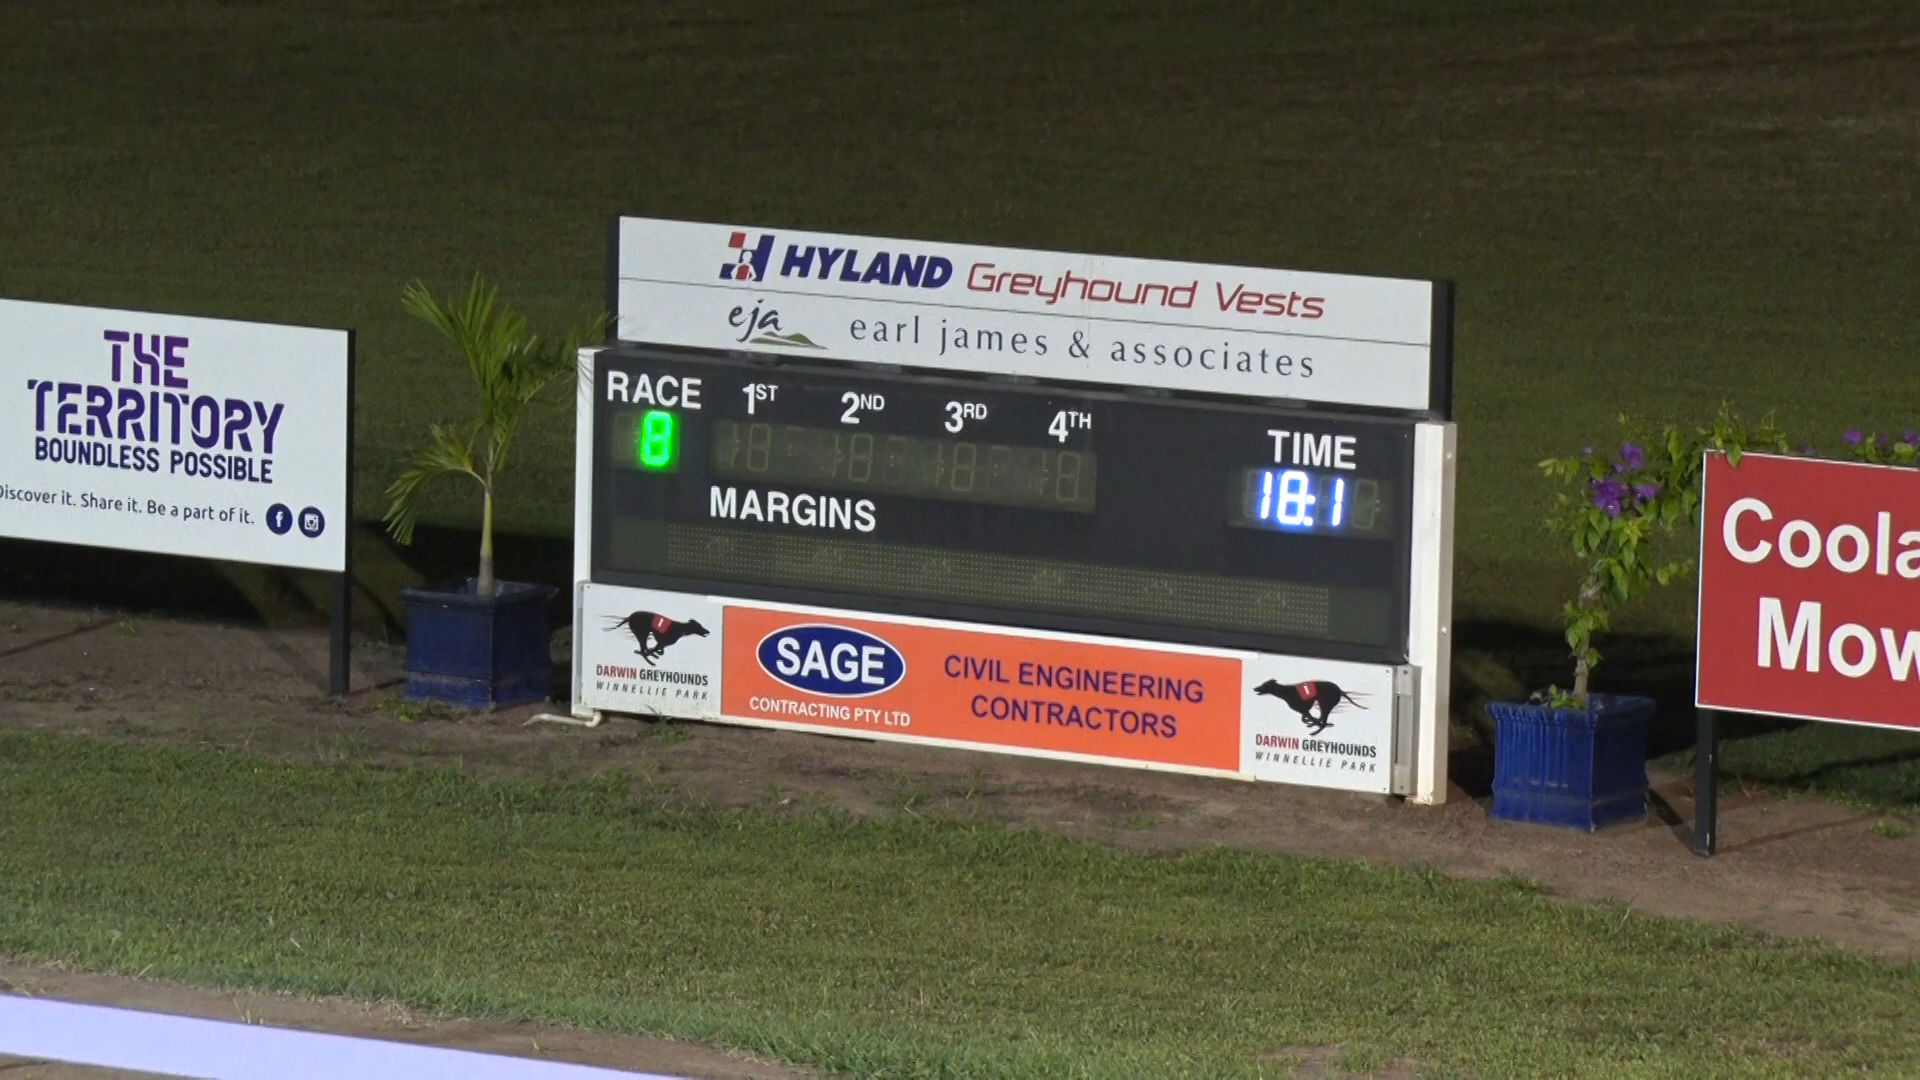 THE
TERRITORY
BOUNDLESS POSSIBLE
Discover it. Share it. Be a part of it.
HYLAND Greyhound Vests
eja earl james & associates
RACE 1ST 2ND 3RD 4TH TIME
8 18:1
MARGINS
DARWIN GREYHOUNDS
WINNELLIE PARK
SAGE
CONTRACTING PTY LTD
CIVIL ENGINEERING
CONTRACTORS
DARWIN GREYHOUNDS
WINNELLIE PARK
Coola
Mow